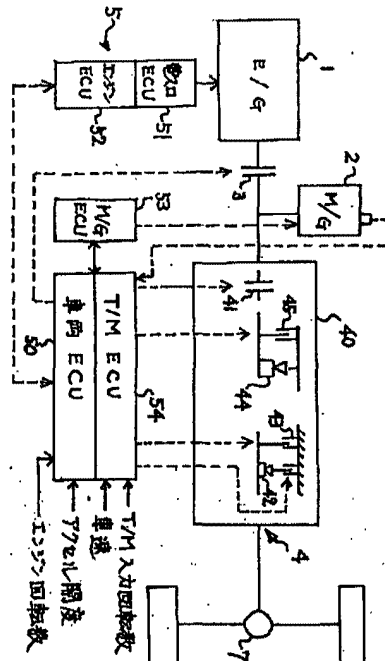 1
E/G
2
M/G
3
5
電スロ
ECU
51
エンジン
ECU
52
53
M/G
ECU
40
41
45
44
43
42
4
7
T/M ECU
54
車両 ECU
50
T/M入力回転数
車速
アクセル開度
エンジン回転数